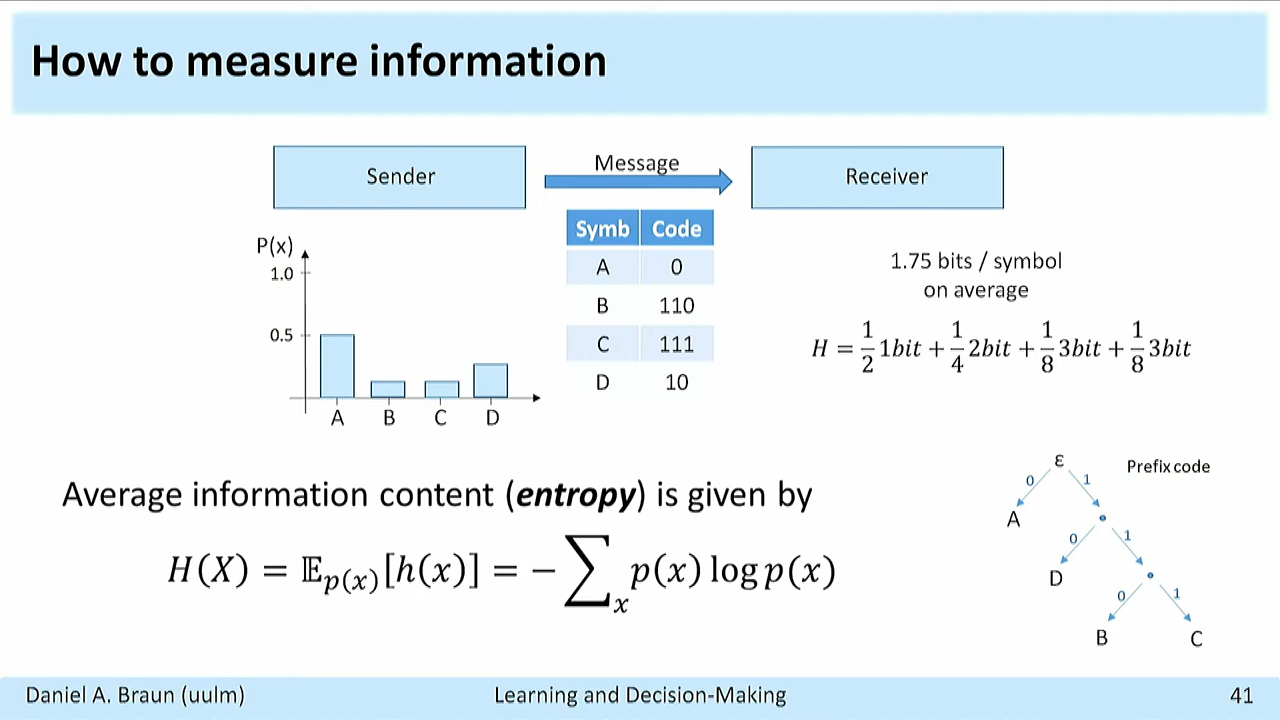 How to measure information
Sender
Message
Receiver
P(x)
1.0
0.5
A B C D
Symb Code
A 0
B 110
C 111
D 10
1.75 bits / symbol
on average
H = 1/2 1bit + 1/4 2bit + 1/8 3bit + 1/8 3bit
Average information content (entropy) is given by
H(X) = 𝔼p(x)[h(x)] = − ∑x p(x) log p(x)
Prefix code
ε
0 1
A
0 1
D
0 1
B C
Daniel A. Braun (uulm)
Learning and Decision-Making
41